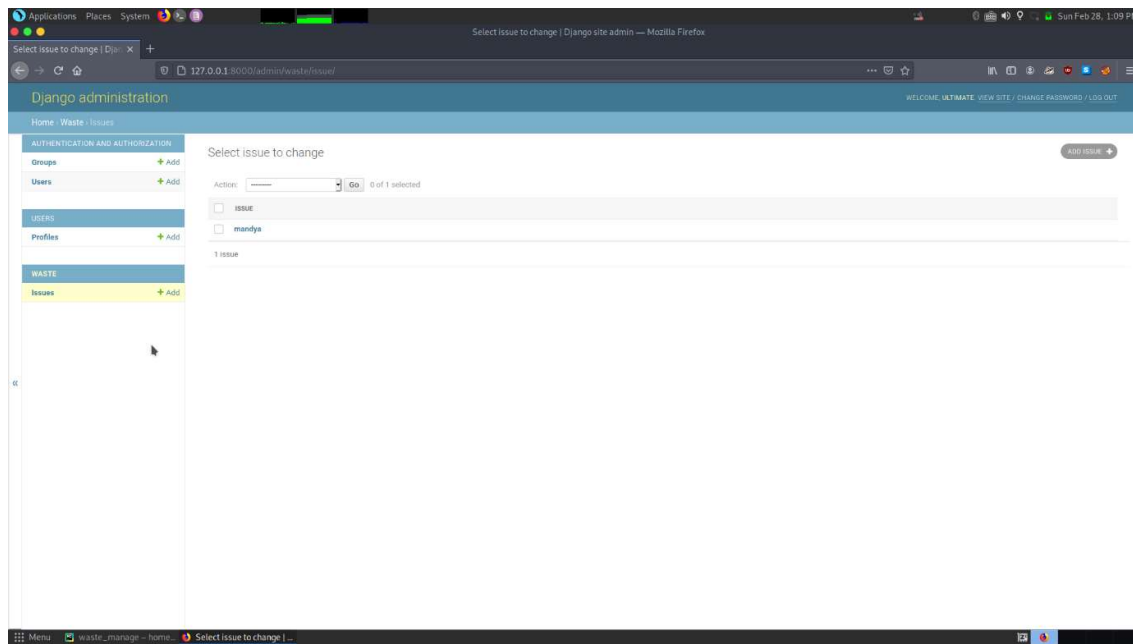 Applications Places System
Sun Feb 28, 1:09 P
Select issue to change | Django site admin — Mozilla Firefox
Select issue to change | Djan
127.0.0.1:8000/admin/waste/issue/
Django administration
WELCOME, ULTIMATE. VIEW SITE / CHANGE PASSWORD / LOG OUT
Home › Waste › Issues
AUTHENTICATION AND AUTHORIZATION
Groups + Add
Users + Add
USERS
Profiles + Add
WASTE
Issues + Add
«
Select issue to change
ADD ISSUE +
Action: --------- Go 0 of 1 selected
ISSUE
mandya
1 issue
Menu waste_manage – home... Select issue to change | ...